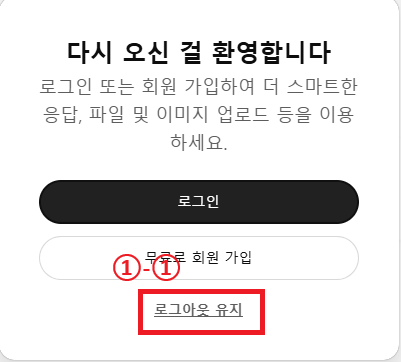 다시 오신 걸 환영합니다
로그인 또는 회원 가입하여 더 스마트한
응답, 파일 및 이미지 업로드 등을 이용
하세요.
로그인
무료로 회원 가입
①-①
로그아웃 유지